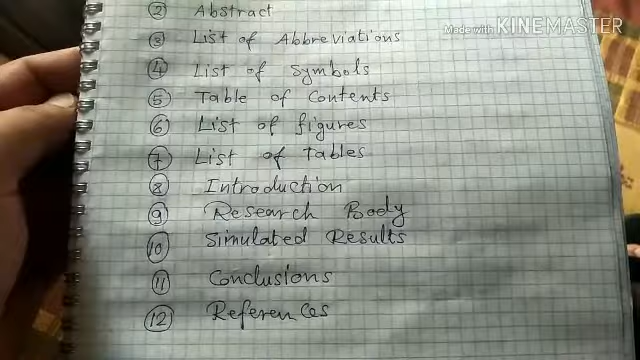 ② Abstract
Made with KINEMASTER
③ List of Abbreviations
④ List of Symbols
⑤ Table of Contents
⑥ List of figures
⑦ List of Tables
⑧ Introduction
⑨ Research Body
⑩ Simulated Results
⑪ Conclusions
⑫ References